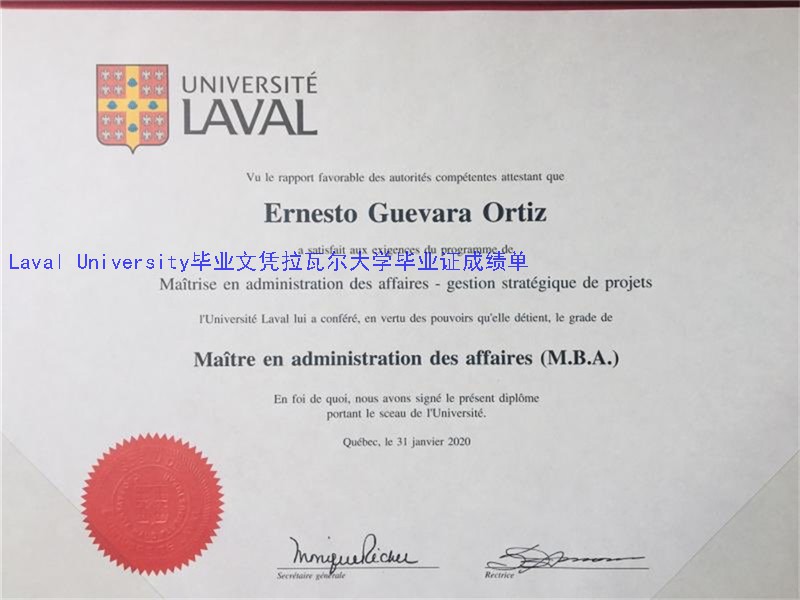 UNIVERSITÉ
LAVAL
Vu le rapport favorable des autorités compétentes attestant que
Ernesto Guevara Ortiz
a satisfait aux exigences du programme de
Laval University毕业文凭拉瓦尔大学毕业证成绩单
Maîtrise en administration des affaires - gestion stratégique de projets
l'Université Laval lui a conféré, en vertu des pouvoirs qu'elle détient, le grade de
Maître en administration des affaires (M.B.A.)
En foi de quoi, nous avons signé le présent diplôme
portant le sceau de l'Université.
Québec, le 31 janvier 2020
Monique Richer
Secrétaire générale
Rectrice